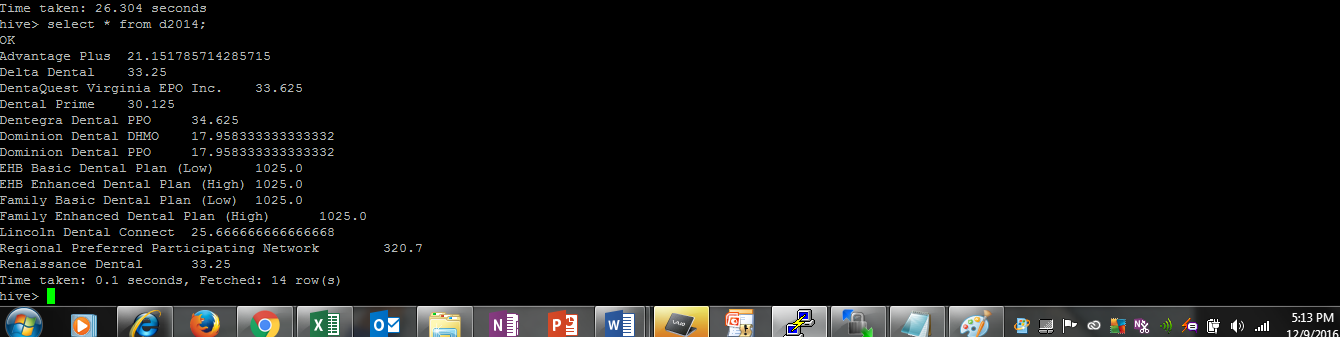 Time taken: 26.304 seconds
hive> select * from d2014;
OK
Advantage Plus  21.151785714285715
Delta Dental    33.25
DentaQuest Virginia EPO Inc.    33.625
Dental Prime    30.125
Dentegra Dental PPO     34.625
Dominion Dental DHMO    17.958333333333332
Dominion Dental PPO     17.958333333333332
EHB Basic Dental Plan (Low)     1025.0
EHB Enhanced Dental Plan (High) 1025.0
Family Basic Dental Plan (Low)  1025.0
Family Enhanced Dental Plan (High)      1025.0
Lincoln Dental Connect  25.666666666666668
Regional Preferred Participating Network        320.7
Renaissance Dental      33.25
Time taken: 0.1 seconds, Fetched: 14 row(s)
hive>
VAIO
5:13 PM
12/9/2016